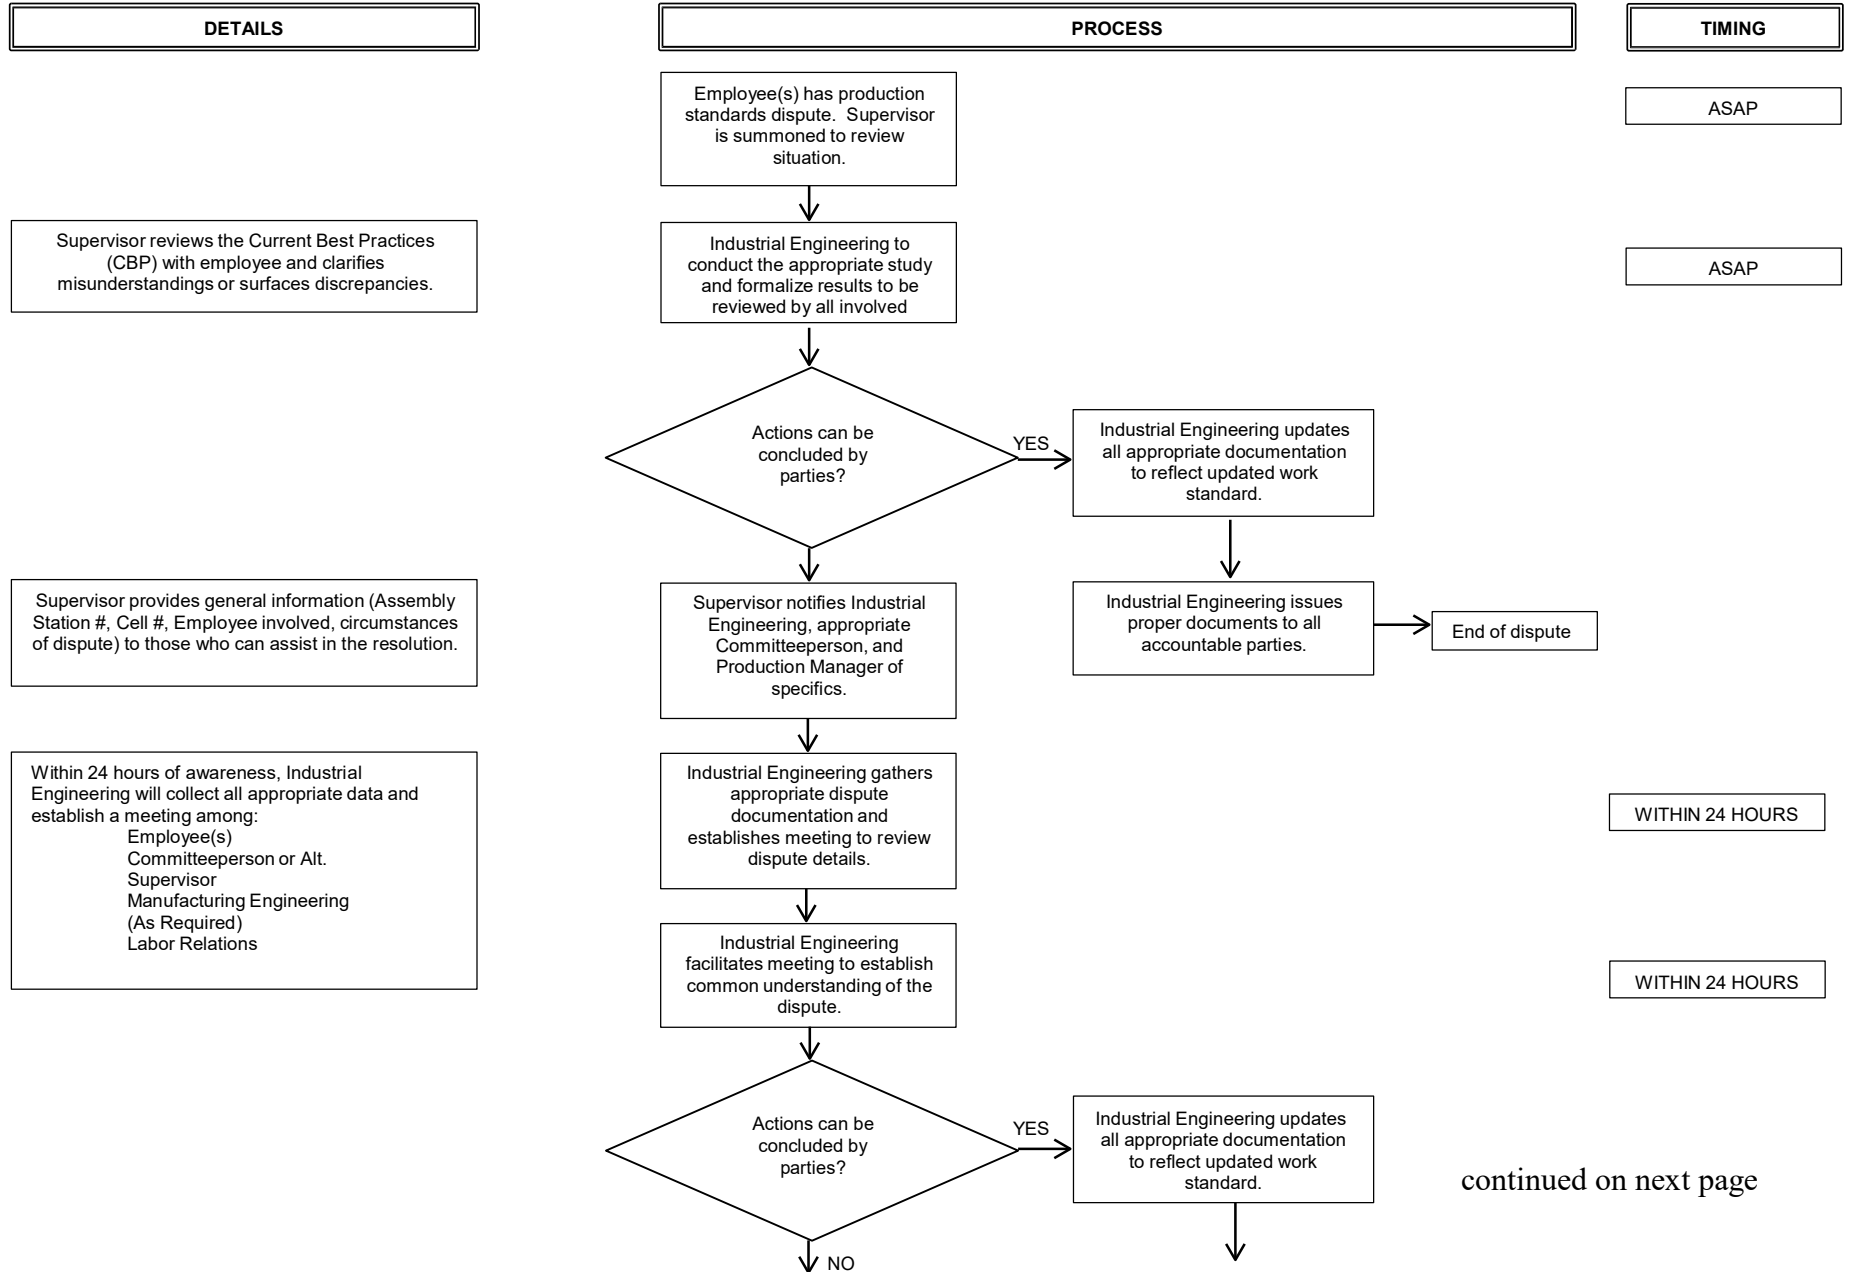 DETAILS
PROCESS
TIMING
Employee(s) has production
standards dispute.  Supervisor
is summoned to review
situation.
ASAP
Supervisor reviews the Current Best Practices
(CBP) with employee and clarifies
misunderstandings or surfaces discrepancies.
Industrial Engineering to
conduct the appropriate study
and formalize results to be
reviewed by all involved
ASAP
Actions can be
concluded by
parties?
YES
Industrial Engineering updates
all appropriate documentation
to reflect updated work
standard.
Supervisor provides general information (Assembly
Station #, Cell #, Employee involved, circumstances
of dispute) to those who can assist in the resolution.
Supervisor notifies Industrial
Engineering, appropriate
Committeeperson, and
Production Manager of
specifics.
Industrial Engineering issues
proper documents to all
accountable parties.
End of dispute
Within 24 hours of awareness, Industrial
Engineering will collect all appropriate data and
establish a meeting among:
Employee(s)
Committeeperson or Alt.
Supervisor
Manufacturing Engineering
(As Required)
Labor Relations
Industrial Engineering gathers
appropriate dispute
documentation and
establishes meeting to review
dispute details.
WITHIN 24 HOURS
Industrial Engineering
facilitates meeting to establish
common understanding of the
dispute.
WITHIN 24 HOURS
Actions can be
concluded by
parties?
YES
Industrial Engineering updates
all appropriate documentation
to reflect updated work
standard.
continued on next page
NO